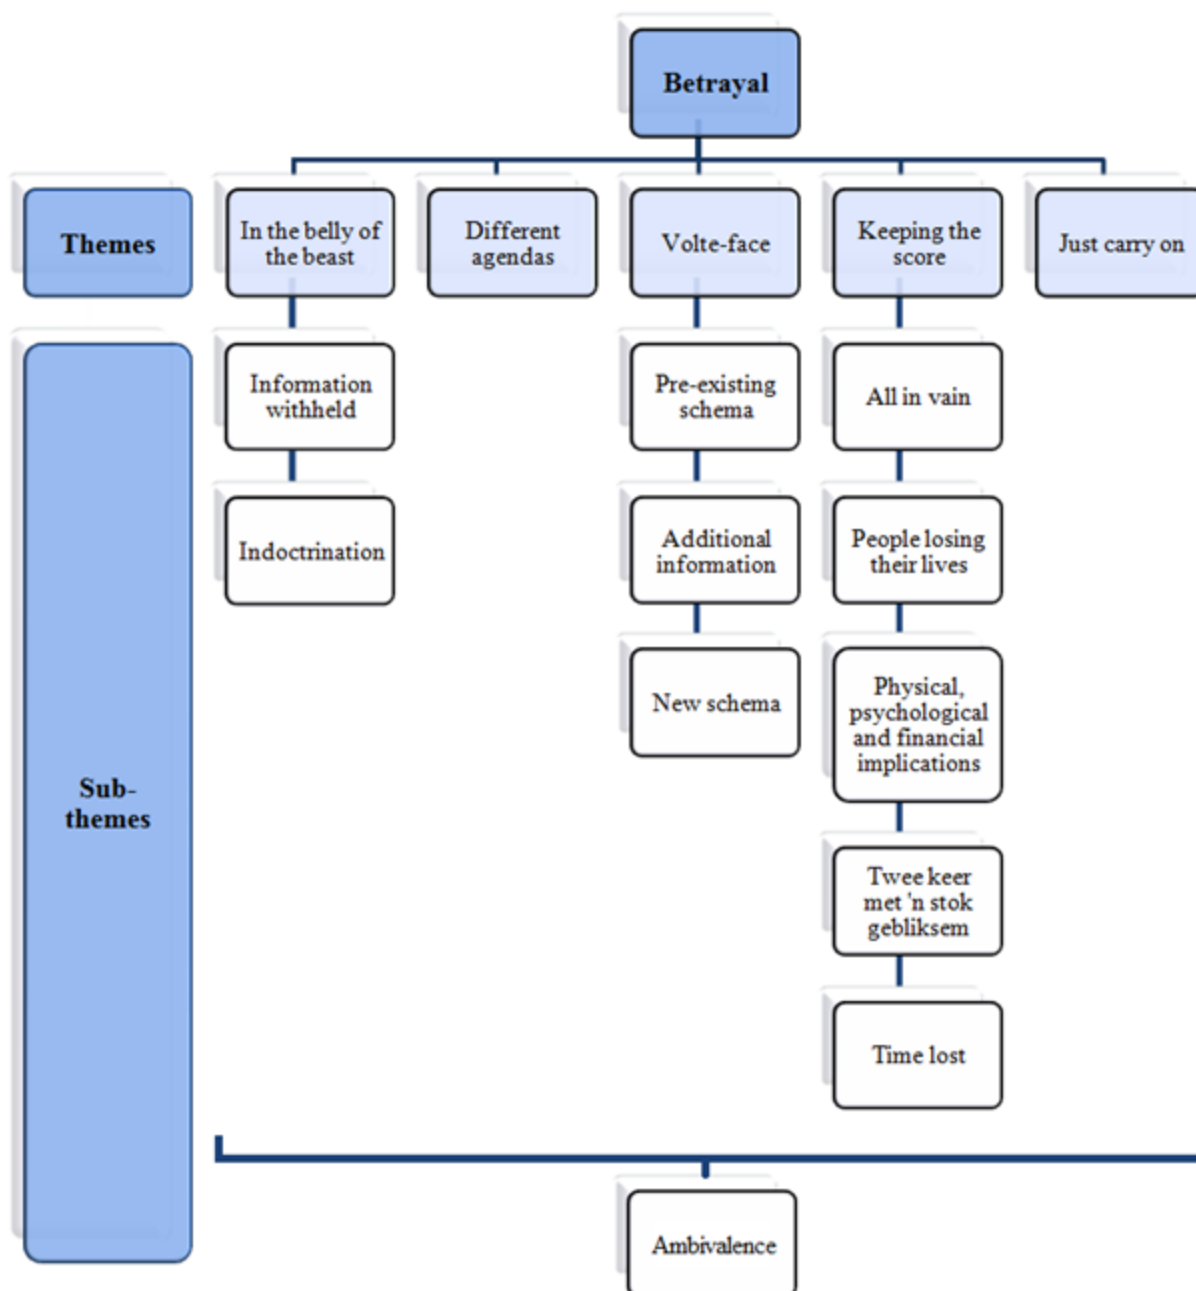 Betrayal
Themes
In the belly of
the beast
Different
agendas
Volte-face
Keeping the
score
Just carry on
Sub-
themes
Information
withheld
Indoctrination
Pre-existing
schema
Additional
information
New schema
All in vain
People losing
their lives
Physical,
psychological
and financial
implications
Twee keer
met 'n stok
gebliksem
Time lost
Ambivalence